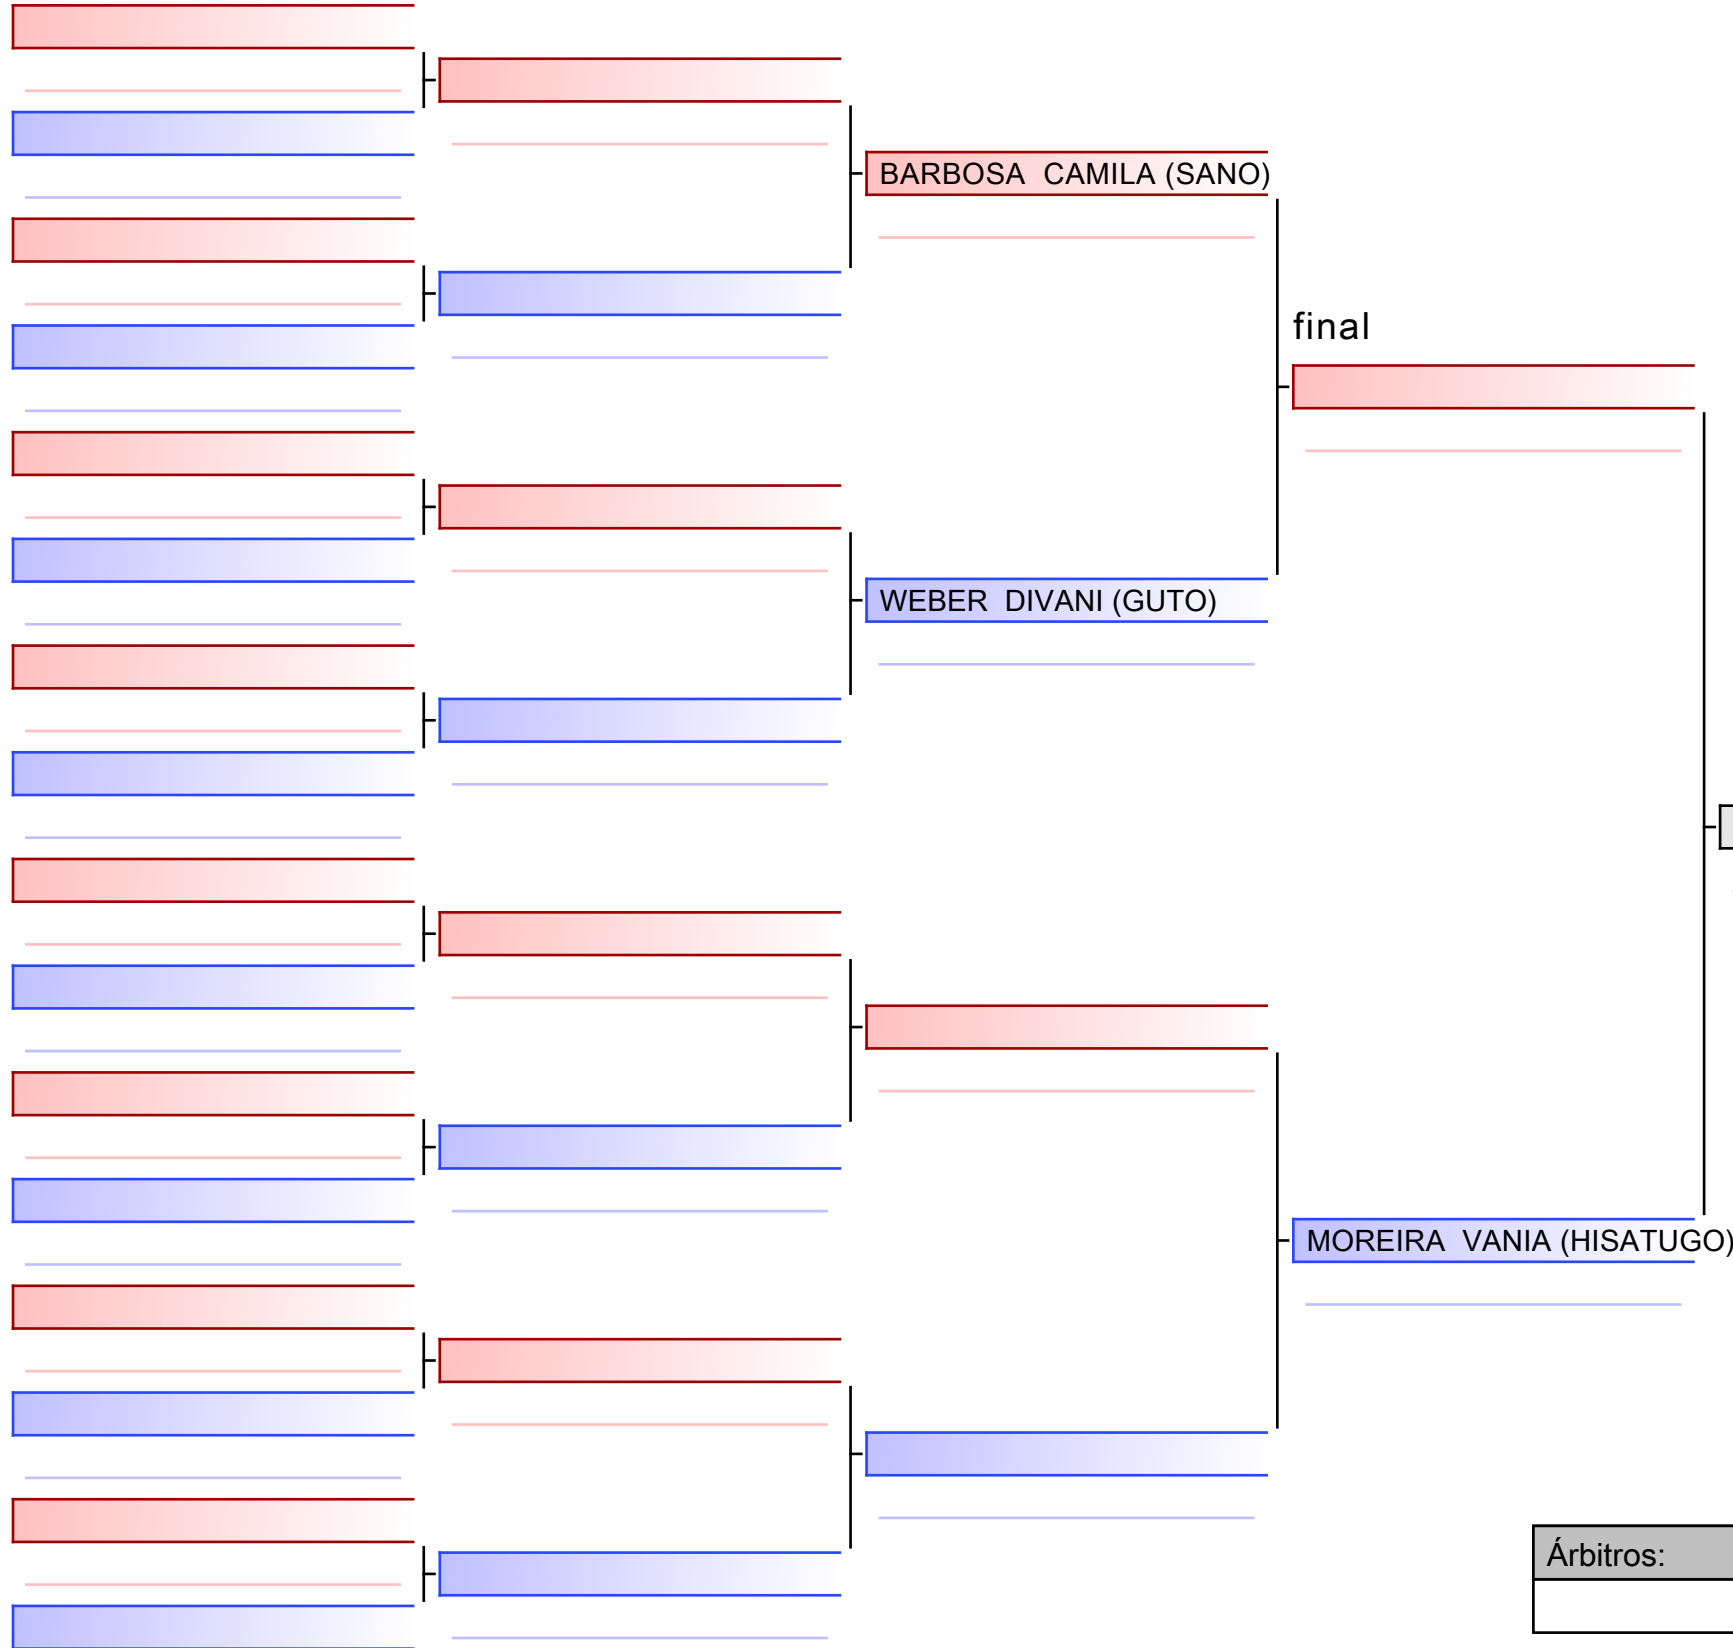 BARBOSA CAMILA (SANO)
final
WEBER DIVANI (GUTO)
MOREIRA VANIA (HISATUGO)
Árbitros: